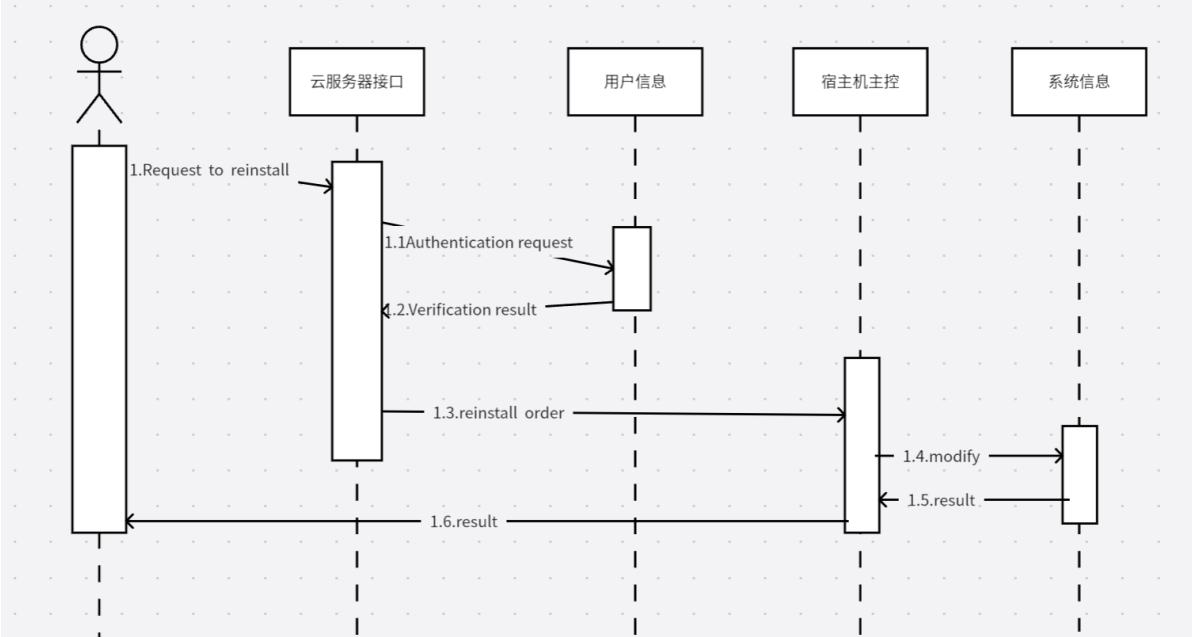 云服务器接口
用户信息
宿主机主控
系统信息
1.Request to reinstall
1.1Authentication request
1.2.Verification result
1.3.reinstall order
1.4.modify
1.5.result
1.6.result